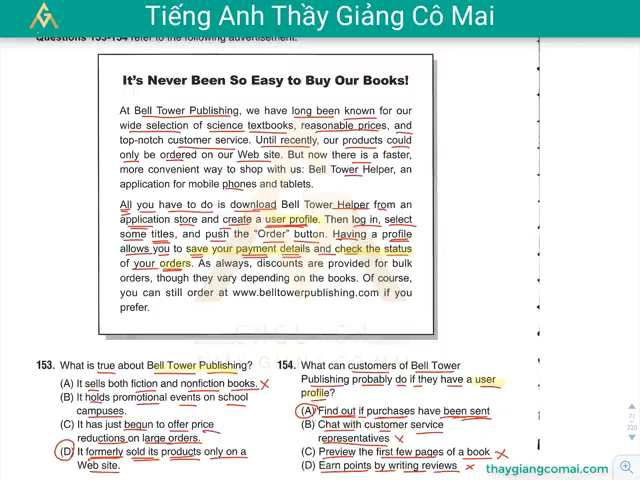 Tiếng Anh Thầy Giảng Cô Mai
Questions 153-154 refer to the following advertisement.
It's Never Been So Easy to Buy Our Books!
At Bell Tower Publishing, we have long been known for our
wide selection of science textbooks, reasonable prices, and
top-notch customer service. Until recently, our products could
only be ordered on our Web site. But now there is a faster,
more convenient way to shop with us: Bell Tower Helper, an
application for mobile phones and tablets.
All you have to do is download Bell Tower Helper from an
application store and create a user profile. Then log in, select
some titles, and push the "Order" button. Having a profile
allows you to save your payment details and check the status
of your orders. As always, discounts are provided for bulk
orders, though they vary depending on the books. Of course,
you can still order at www.belltowerpublishing.com if you
prefer.
153. What is true about Bell Tower Publishing?
(A) It sells both fiction and nonfiction books.
(B) It holds promotional events on school
campuses.
(C) It has just begun to offer price
reductions on large orders.
(D) It formerly sold its products only on a
Web site.
154. What can customers of Bell Tower
Publishing probably do if they have a user
profile?
(A) Find out if purchases have been sent
(B) Chat with customer service
representatives
(C) Preview the first few pages of a book
(D) Earn points by writing reviews
71
220
thaygiangcomai.com